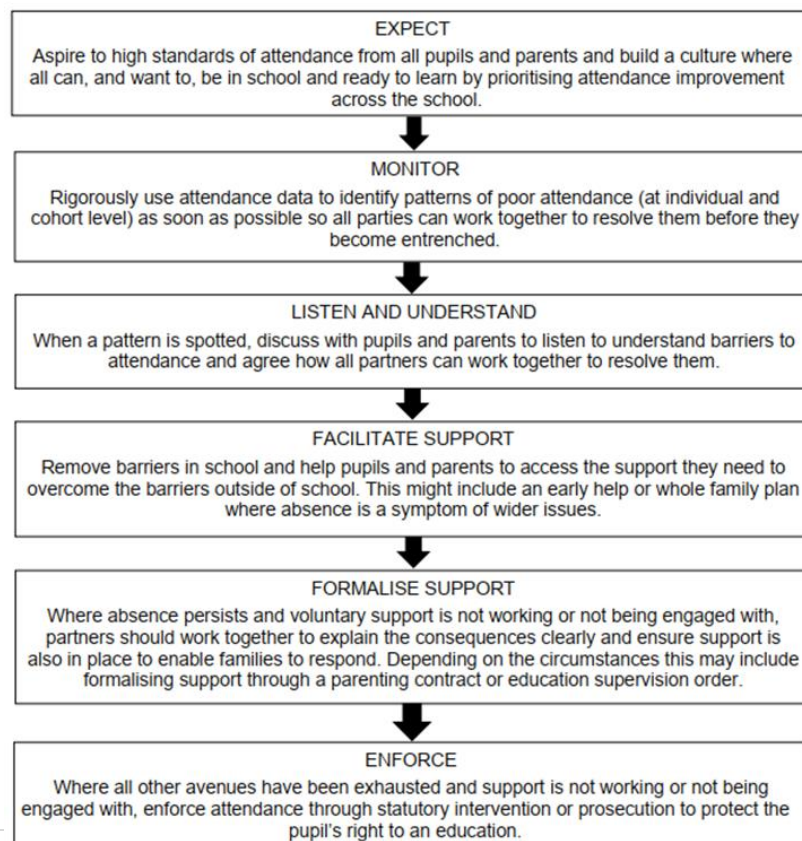 EXPECT
Aspire to high standards of attendance from all pupils and parents and build a culture where
all can, and want to, be in school and ready to learn by prioritising attendance improvement
across the school.
MONITOR
Rigorously use attendance data to identify patterns of poor attendance (at individual and
cohort level) as soon as possible so all parties can work together to resolve them before they
become entrenched.
LISTEN AND UNDERSTAND
When a pattern is spotted, discuss with pupils and parents to listen to understand barriers to
attendance and agree how all partners can work together to resolve them.
FACILITATE SUPPORT
Remove barriers in school and help pupils and parents to access the support they need to
overcome the barriers outside of school. This might include an early help or whole family plan
where absence is a symptom of wider issues.
FORMALISE SUPPORT
Where absence persists and voluntary support is not working or not being engaged with,
partners should work together to explain the consequences clearly and ensure support is
also in place to enable families to respond. Depending on the circumstances this may include
formalising support through a parenting contract or education supervision order.
ENFORCE
Where all other avenues have been exhausted and support is not working or not being
engaged with, enforce attendance through statutory intervention or prosecution to protect the
pupil's right to an education.